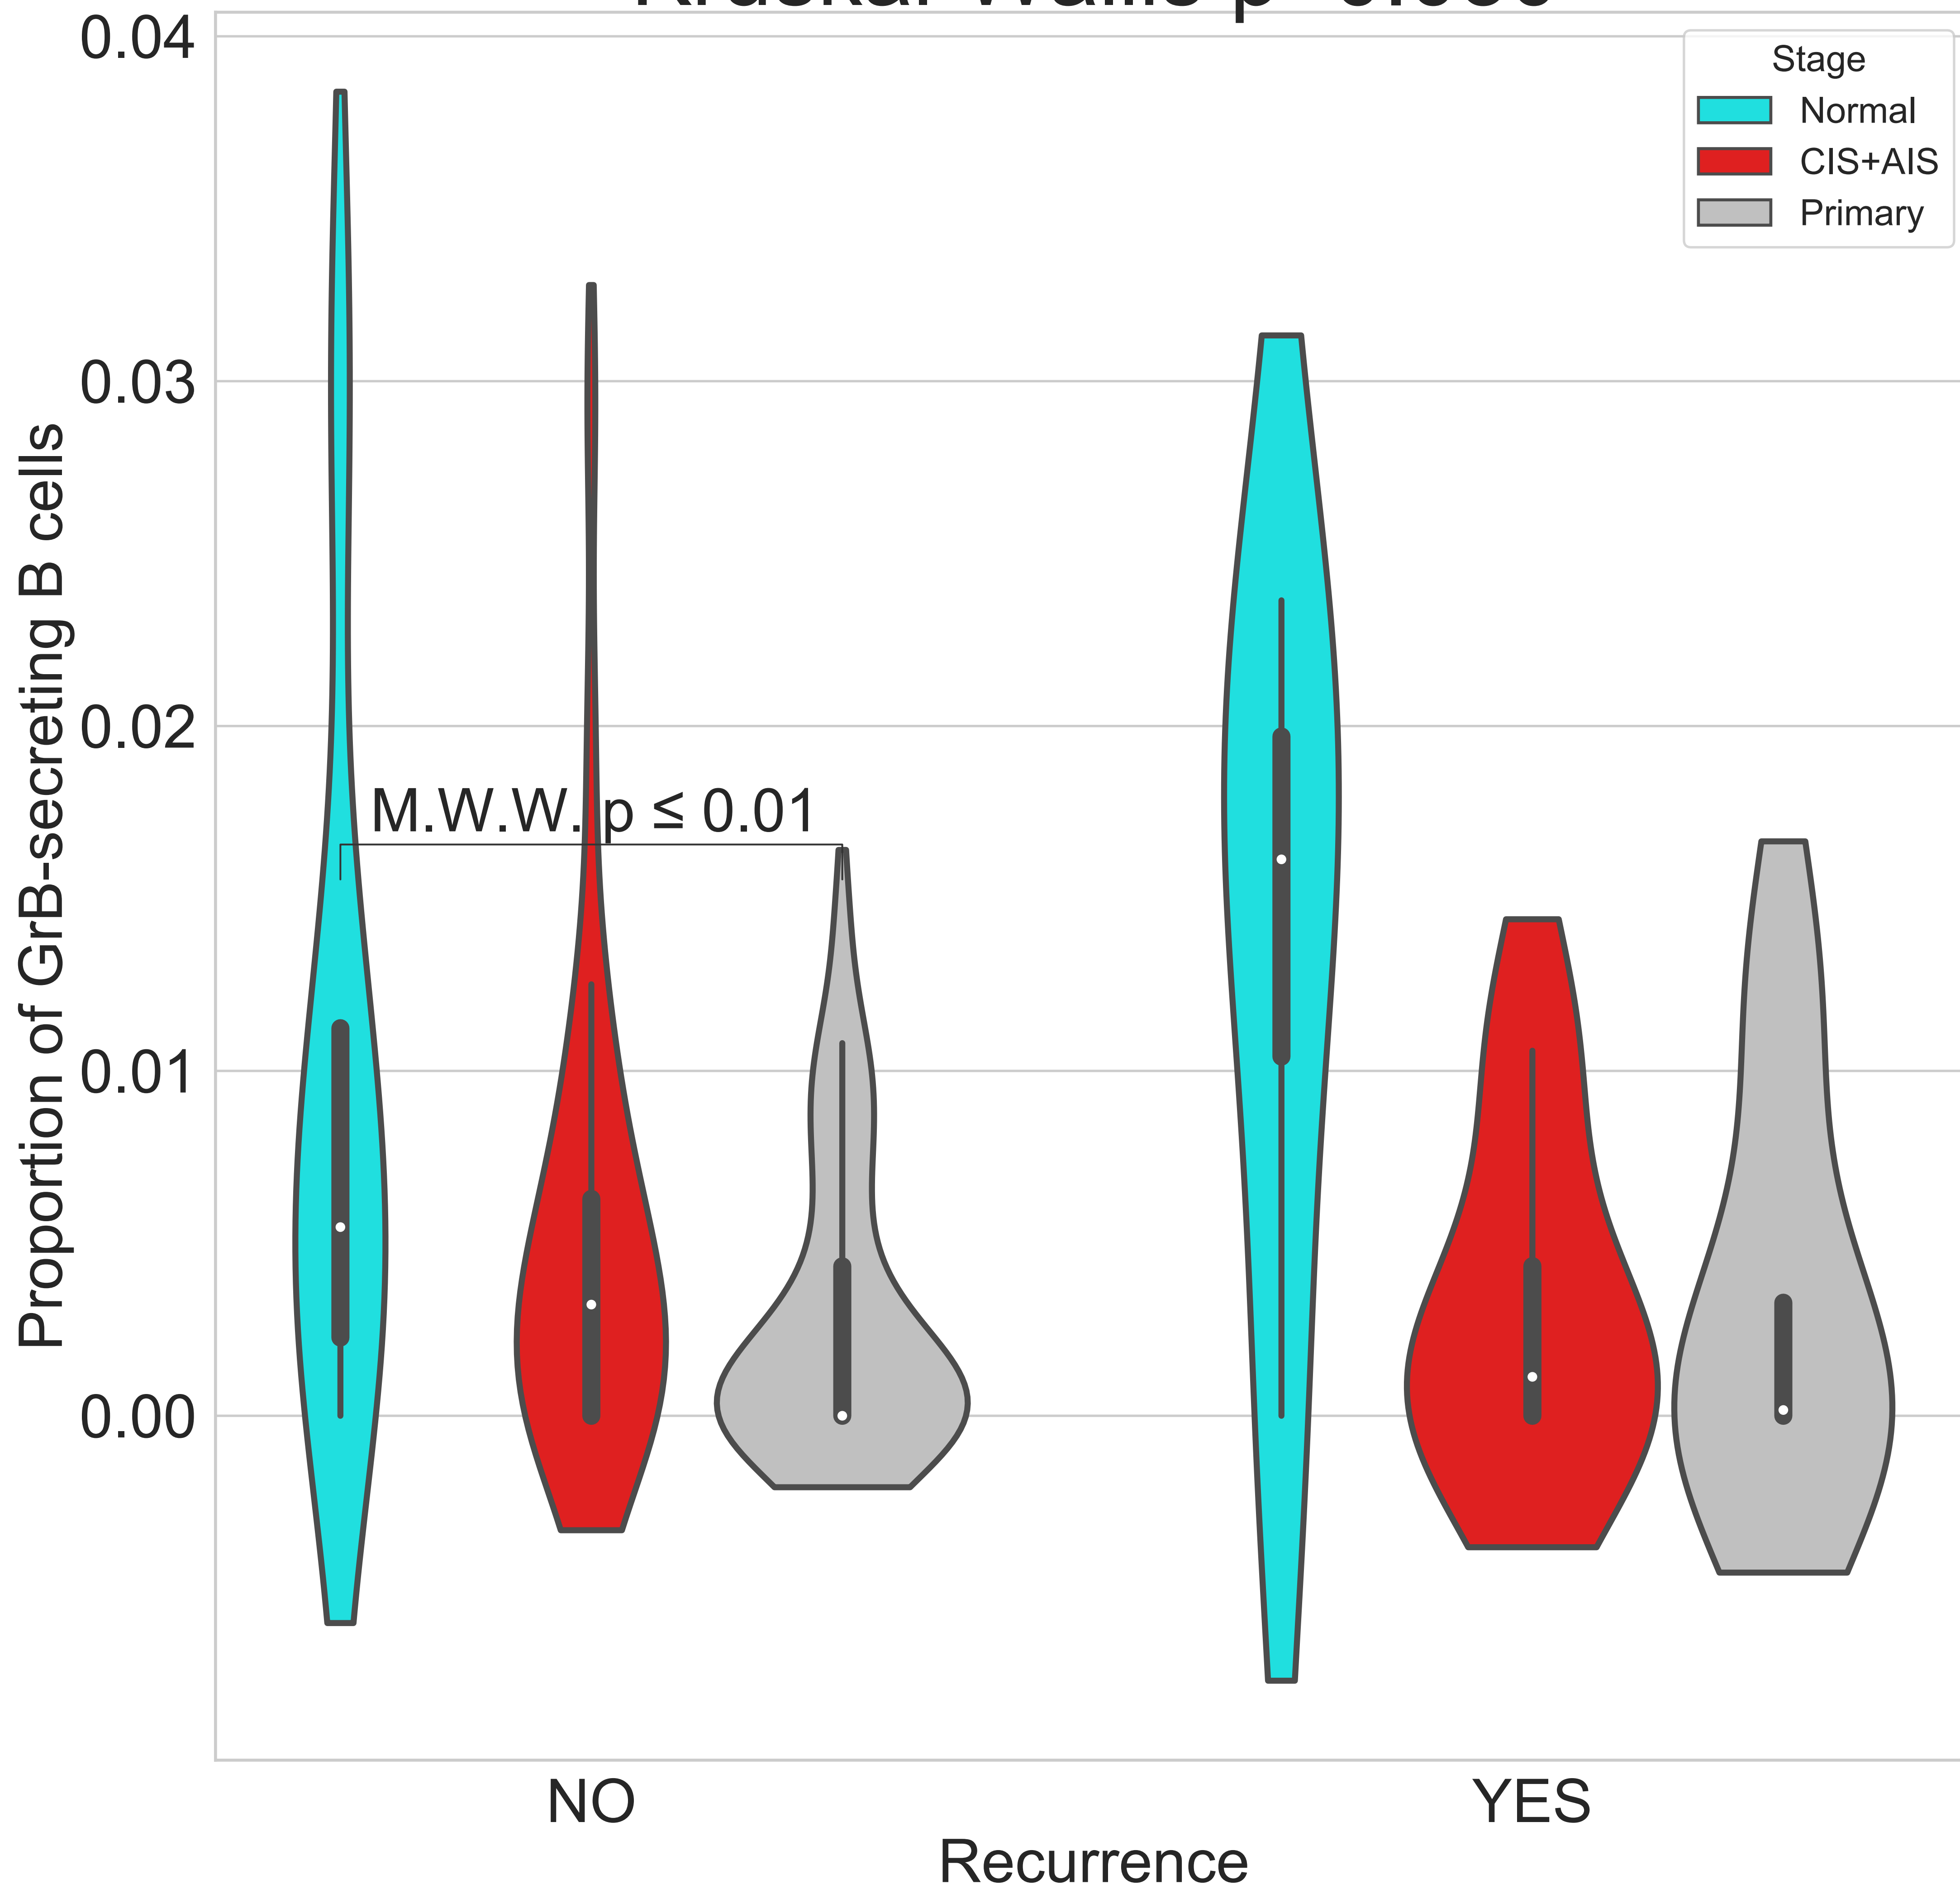 0.04
0.03
0.02
0.01
0.00
Proportion of GrB-secreting B cells
Stage
Normal
CIS+AIS
Primary
M.W.W. p ≤ 0.01
NO
YES
Recurrence